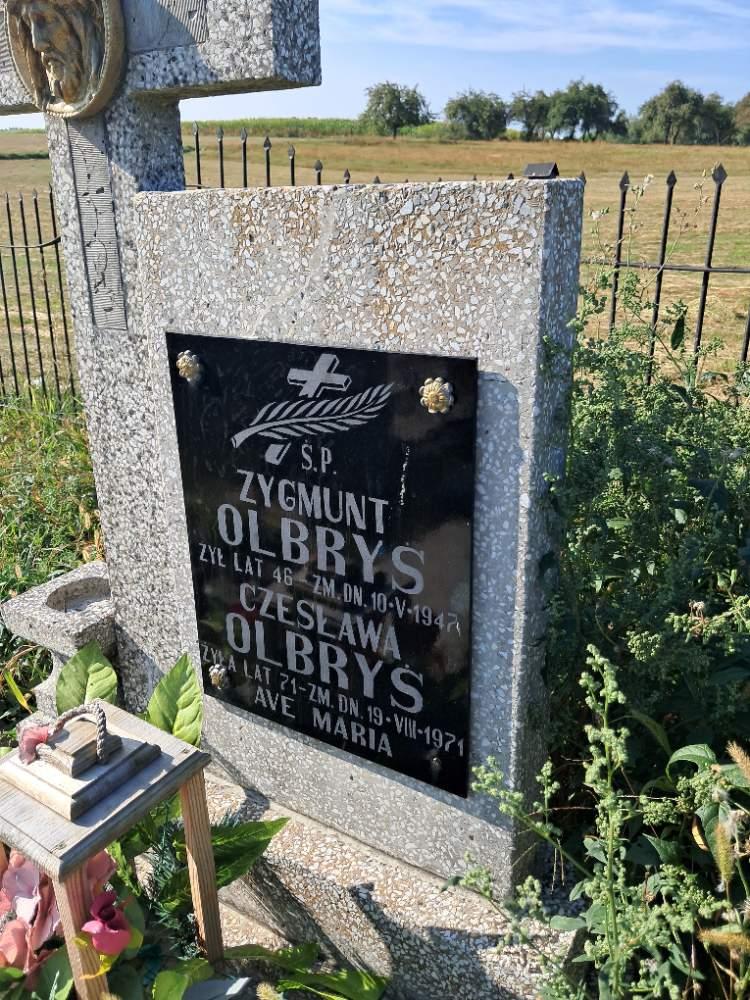 Ś.P.
ZYGMUNT
OLBRYŚ
ŻYŁ LAT 46 - ZM. DN. 10·V·1947
CZESŁAWA
OLBRYŚ
ŻYŁA LAT 71 - ZM. DN. 19·VIII·1971
AVE MARIA